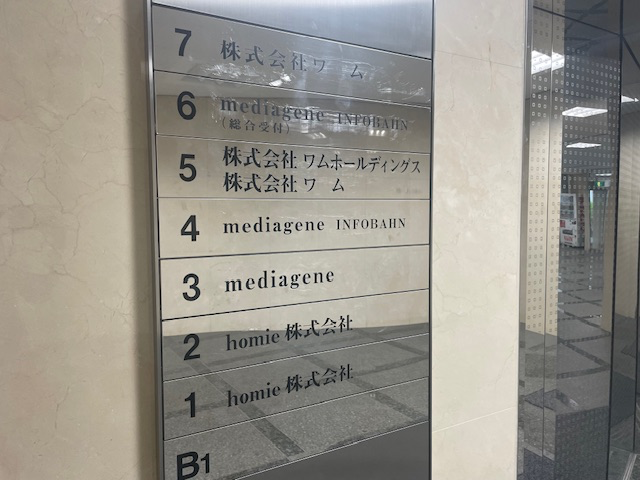 7 株式会社ワ ム
6 mediagene INFOBAHN
(総合受付)
5 株式会社 ワムホールディングス
株式会社 ワ ム
4 mediagene INFOBAHN
3 mediagene
2 homie 株式会社
1 homie 株式会社
B1